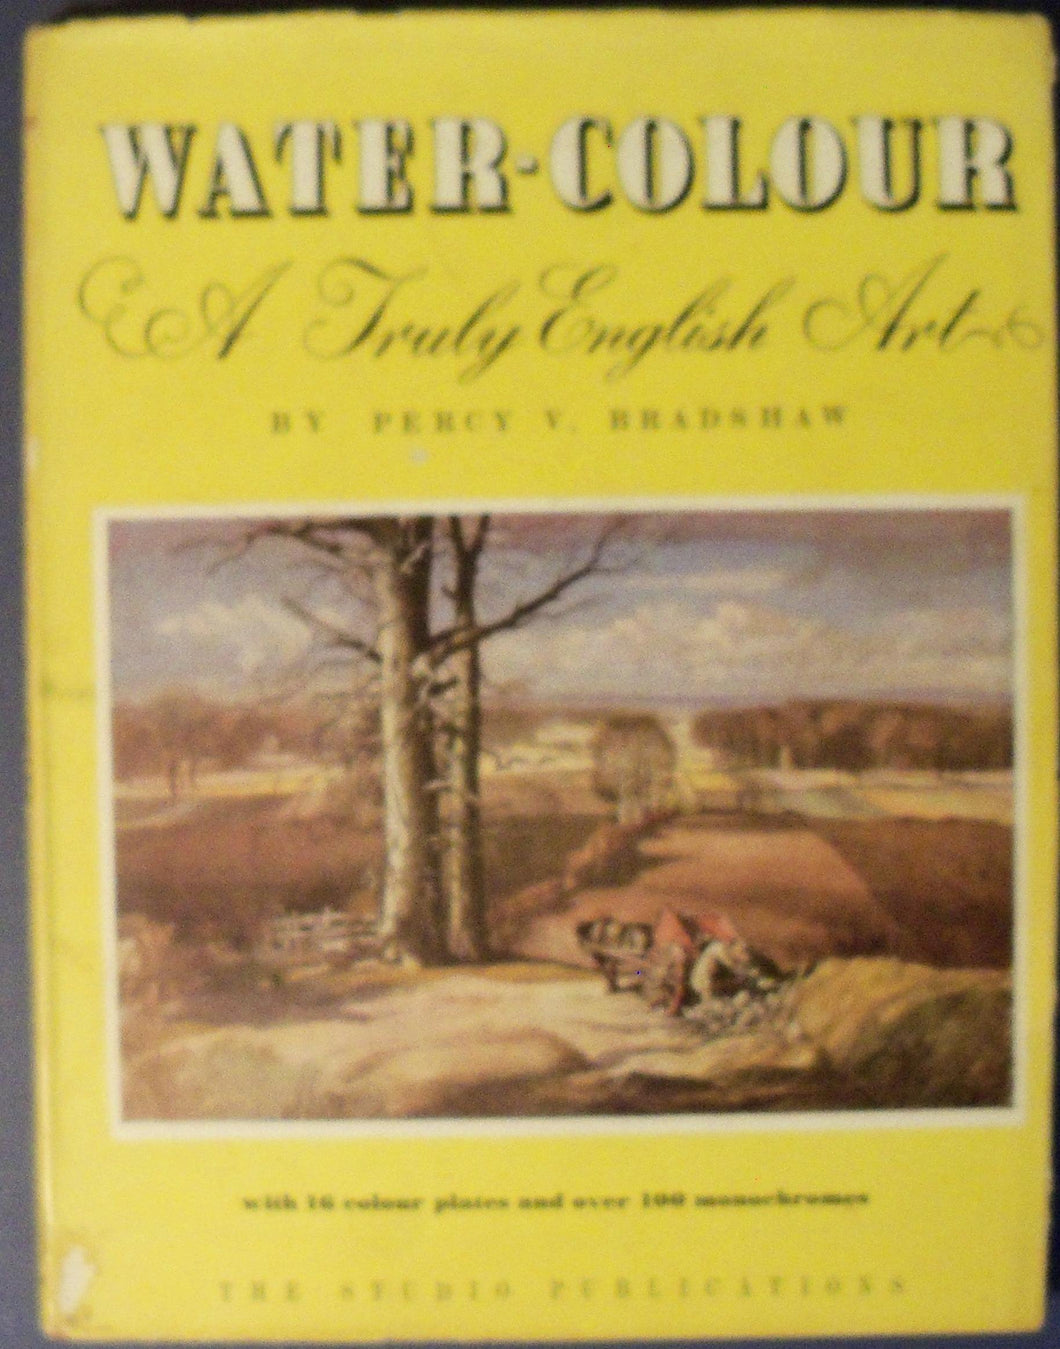 WATER-COLOUR
A Truly English Art
BY PERCY V. BRADSHAW
with 16 colour plates and over 100 monochromes
THE STUDIO PUBLICATIONS